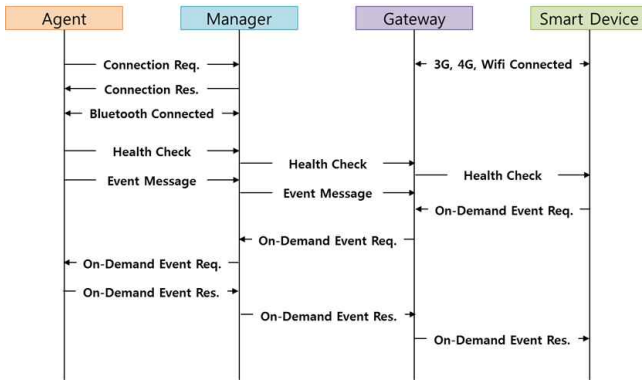 Agent
Manager
Gateway
Smart Device
Connection Req.
3G, 4G, Wifi Connected
Connection Res.
Bluetooth Connected
Health Check
Health Check
Health Check
Event Message
Event Message
On-Demand Event Req.
On-Demand Event Req.
On-Demand Event Req.
On-Demand Event Res.
On-Demand Event Res.
On-Demand Event Res.